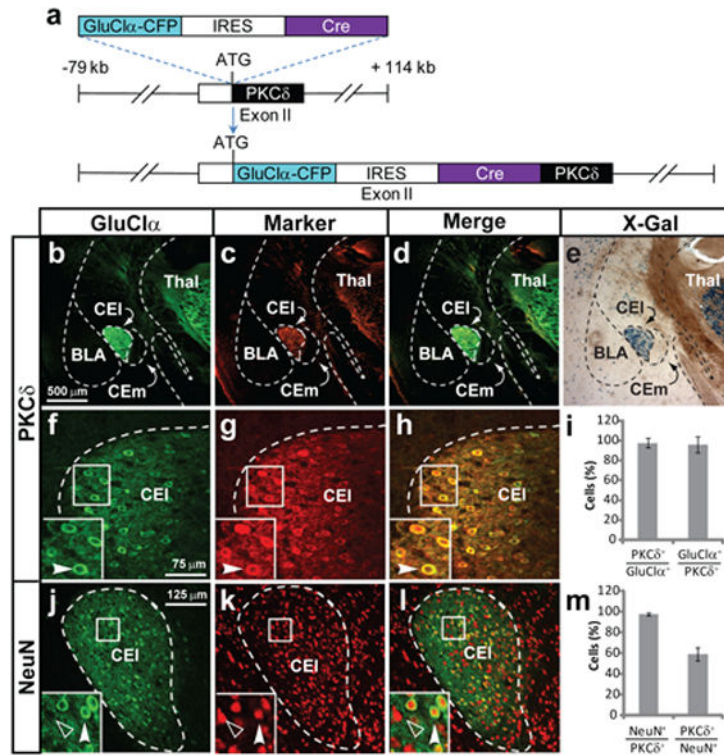 a
GluClα-CFP IRES Cre
-79 kb ATG + 114 kb
PKCδ
Exon II
ATG
GluClα-CFP IRES Cre PKCδ
Exon II
GluClα Marker Merge X-Gal
PKCδ
b c d e
Thal Thal Thal Thal
CEl CEl CEl CEl
BLA BLA BLA BLA
500 μm CEm CEm CEm CEm
f g h i
CEl CEl CEl
75 μm
120
100
80
60
40
20
0
Cells (%)
PKCδ⁺ GluClα⁺
GluClα⁺ PKCδ⁺
NeuN
j 125 μm k l m
CEl CEl CEl
120
100
80
60
40
20
0
Cells (%)
NeuN⁺ PKCδ⁺
PKCδ⁺ NeuN⁺